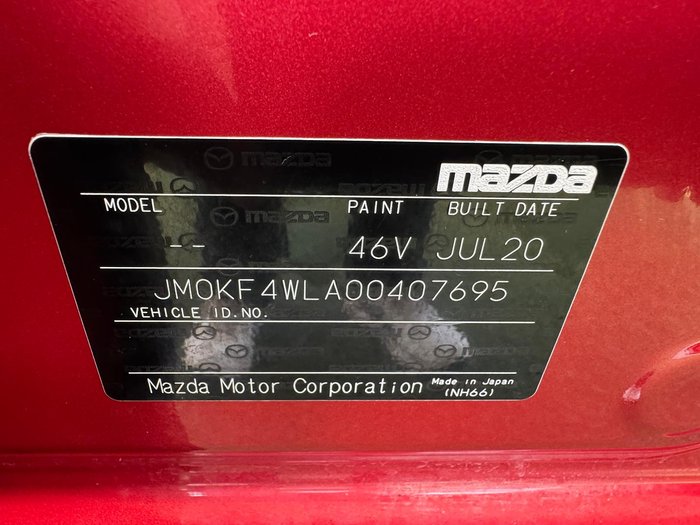 mazda
MODEL PAINT BUILT DATE
-- 46V JUL20
JM0KF4WLA00407695
VEHICLE ID.NO.
Mazda Motor Corporation Made in Japan
(NH66)